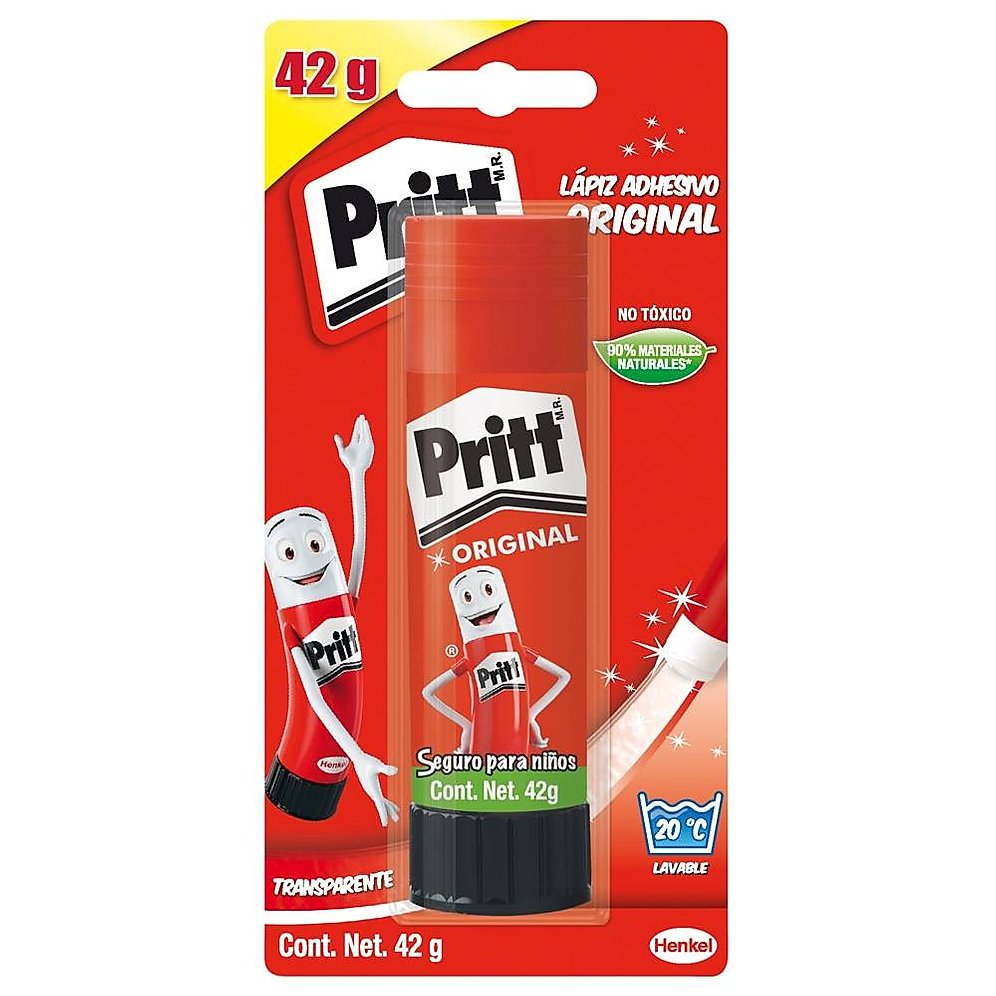 42 g
Pritt M.R.
LÁPIZ ADHESIVO
ORIGINAL
NO TÓXICO
90% MATERIALES
NATURALES*
Pritt M.R.
ORIGINAL
Pritt
®
Pritt
Henkel
Seguro para niños
Cont. Net. 42g
20 °C
LAVABLE
TRANSPARENTE
Cont. Net. 42 g
Henkel